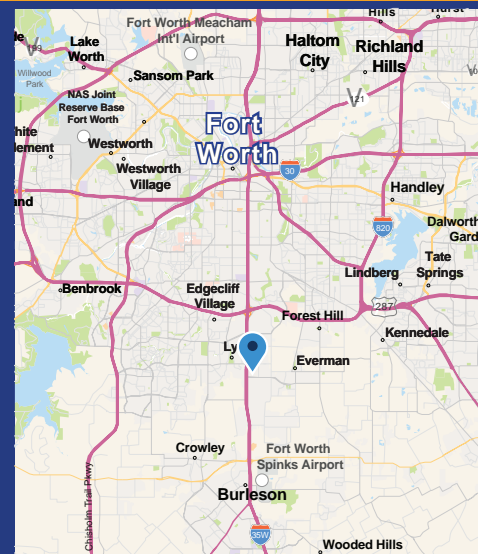 Hills
Hurst
Fort Worth Meacham
Int'l Airport
Haltom
City
Richland
Hills
Lake
Worth
199
Willwood
Park
Sansom Park
NAS Joint
Reserve Base
Fort Worth
121
hite
lement
Westworth
Fort
Worth
Westworth
Village
30
Handley
and
820
Dalworth
Gard
Tate
Springs
Lindberg
Benbrook
Edgecliff
Village
287
Forest Hill
Kennedale
Ly
Everman
Crowley
Fort Worth
Spinks Airport
Burleson
Chisholm Trail Pkwy
35W
Wooded Hills